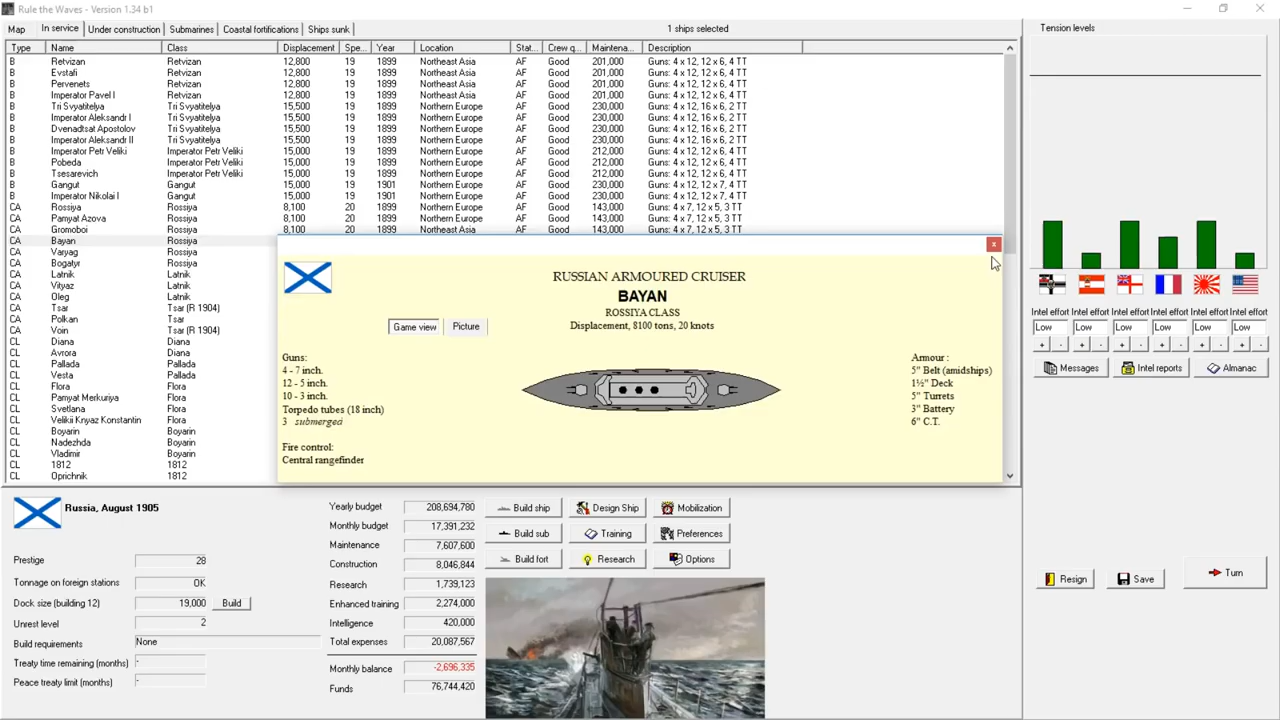 Rule the Waves - Version 1.34 b1
Map In service Under construction Submarines Coastal fortifications Ships sunk 1 ships selected
Type Name Class Displacement Spe... Year Location Stat... Crew q... Maintena... Description
B Retvizan Retvizan 12,800 19 1899 Northeast Asia AF Good 201,000 Guns: 4 x 12, 12 x 6, 4 TT
B Evstafi Retvizan 12,800 19 1899 Northeast Asia AF Good 201,000 Guns: 4 x 12, 12 x 6, 4 TT
B Pervenets Retvizan 12,800 19 1899 Northeast Asia AF Good 201,000 Guns: 4 x 12, 12 x 6, 4 TT
B Imperator Pavel I Retvizan 12,800 19 1899 Northeast Asia AF Good 201,000 Guns: 4 x 12, 12 x 6, 4 TT
B Tri Svyatitelya Tri Svyatitelya 15,500 19 1899 Northern Europe AF Good 230,000 Guns: 4 x 12, 16 x 6, 2 TT
B Imperator Aleksandr I Tri Svyatitelya 15,500 19 1899 Northern Europe AF Good 230,000 Guns: 4 x 12, 16 x 6, 2 TT
B Dvenadtsat Apostolov Tri Svyatitelya 15,500 19 1899 Northern Europe AF Good 230,000 Guns: 4 x 12, 16 x 6, 2 TT
B Imperator Aleksandr II Tri Svyatitelya 15,500 19 1899 Northern Europe AF Good 230,000 Guns: 4 x 12, 16 x 6, 2 TT
B Imperator Petr Veliki Imperator Petr Veliki 15,000 19 1899 Northern Europe AF Good 212,000 Guns: 4 x 12, 12 x 6, 4 TT
B Pobeda Imperator Petr Veliki 15,000 19 1899 Northern Europe AF Good 212,000 Guns: 4 x 12, 12 x 6, 4 TT
B Tsesarevich Imperator Petr Veliki 15,000 19 1899 Northern Europe AF Good 212,000 Guns: 4 x 12, 12 x 6, 4 TT
B Gangut Gangut 15,000 19 1901 Northern Europe AF Good 230,000 Guns: 4 x 12, 12 x 7, 4 TT
B Imperator Nikolai I Gangut 15,000 19 1901 Northern Europe AF Good 230,000 Guns: 4 x 12, 12 x 7, 4 TT
CA Rossiya Rossiya 8,100 20 1899 Northern Europe AF Good 143,000 Guns: 4 x 7, 12 x 5, 3 TT
CA Pamyat Azova Rossiya 8,100 20 1899 Northern Europe AF Good 143,000 Guns: 4 x 7, 12 x 5, 3 TT
CA Gromoboi Rossiya 8,100 20 1899 Northeast Asia AF Good 143,000 Guns: 4 x 7, 12 x 5, 3 TT
CA Bayan Rossiya
CA Varyag Rossiya
CA Bogatyr Rossiya
CA Latnik Latnik
CA Vityaz Latnik
CA Oleg Latnik
CA Tsar Tsar (R 1904)
CA Polkan Tsar
CA Voin Tsar (R 1904)
CL Diana Diana
CL Avrora Diana
CL Pallada Pallada
CL Vesta Pallada
CL Flora Flora
CL Pamyat Merkuriya Flora
CL Svetlana Flora
CL Velikii Knyaz Konstantin Flora
CL Boyarin Boyarin
CL Nadezhda Boyarin
CL Vladimir Boyarin
CL 1812 1812
CL Oprichnik 1812
x
RUSSIAN ARMOURED CRUISER
BAYAN
ROSSIYA CLASS
Displacement, 8100 tons, 20 knots
Game view Picture
Guns:
4 - 7 inch.
12 - 5 inch.
10 - 3 inch.
Torpedo tubes (18 inch)
3 submerged
Fire control:
Central rangefinder
Armour :
5" Belt (amidships)
1½" Deck
5" Turrets
3" Battery
6" C.T.
Tension levels
Intel effort Intel effort Intel effort Intel effort Intel effort Intel effort
Low Low Low Low Low Low
+ - + - + - + - + - + -
Messages Intel reports Almanac
Russia, August 1905
Prestige 28
Tonnage on foreign stations OK
Dock size (building 12) 19,000 Build
Unrest level 2
Build requirements None
Treaty time remaining (months) -
Peace treaty limit (months) -
Yearly budget 208,694,780
Monthly budget 17,391,232
Maintenance 7,607,600
Construction 8,046,844
Research 1,739,123
Enhanced training 2,274,000
Intelligence 420,000
Total expenses 20,087,567
Monthly balance -2,696,335
Funds 76,744,420
Build ship Design Ship Mobilization
Build sub Training Preferences
Build fort Research Options
Resign Save Turn